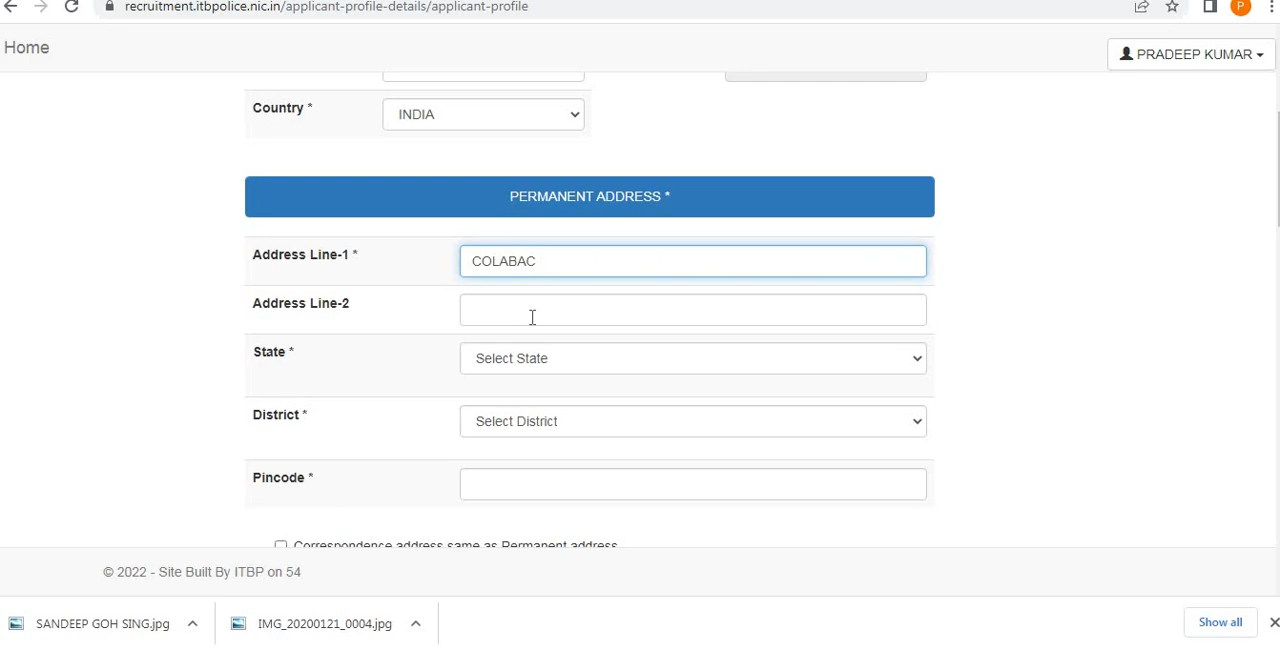 recruitment.itbpolice.nic.in/applicant-profile-details/applicant-profile
P
Home
PRADEEP KUMAR
Country *
INDIA
PERMANENT ADDRESS *
Address Line-1 *
COLABAC
Address Line-2
State *
Select State
District *
Select District
Pincode *
Correspondence address same as Permanent address
© 2022 - Site Built By ITBP on 54
SANDEEP GOH SING.jpg
IMG_20200121_0004.jpg
Show all